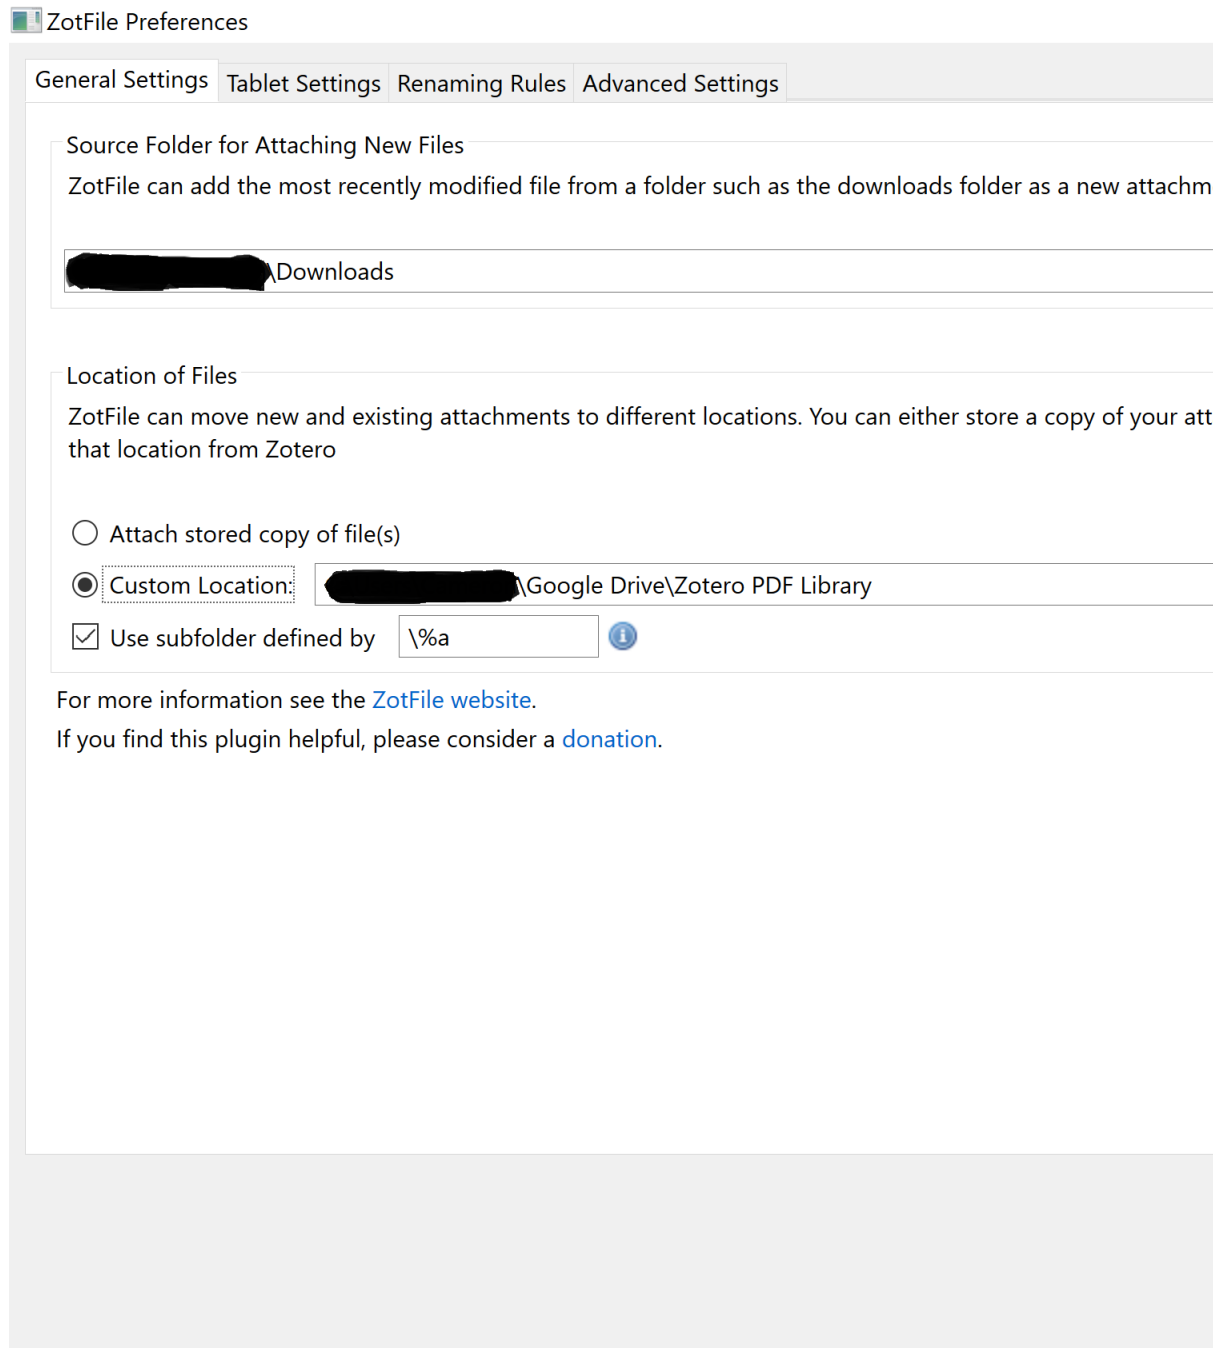 ZotFile Preferences
General Settings Tablet Settings Renaming Rules Advanced Settings
Source Folder for Attaching New Files
ZotFile can add the most recently modified file from a folder such as the downloads folder as a new attachm
\Downloads
Location of Files
ZotFile can move new and existing attachments to different locations. You can either store a copy of your att
that location from Zotero
Attach stored copy of file(s)
Custom Location: \Google Drive\Zotero PDF Library
Use subfolder defined by \%a
For more information see the ZotFile website.
If you find this plugin helpful, please consider a donation.